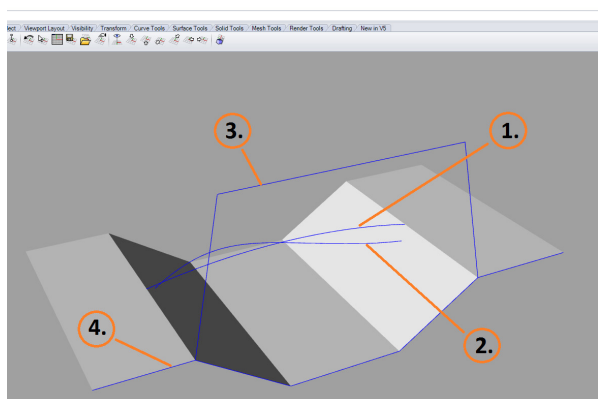 lect Viewport Layout Visibility Transform Curve Tools Surface Tools Solid Tools Mesh Tools Render Tools Drafting New in V5
3.
1.
4.
2.